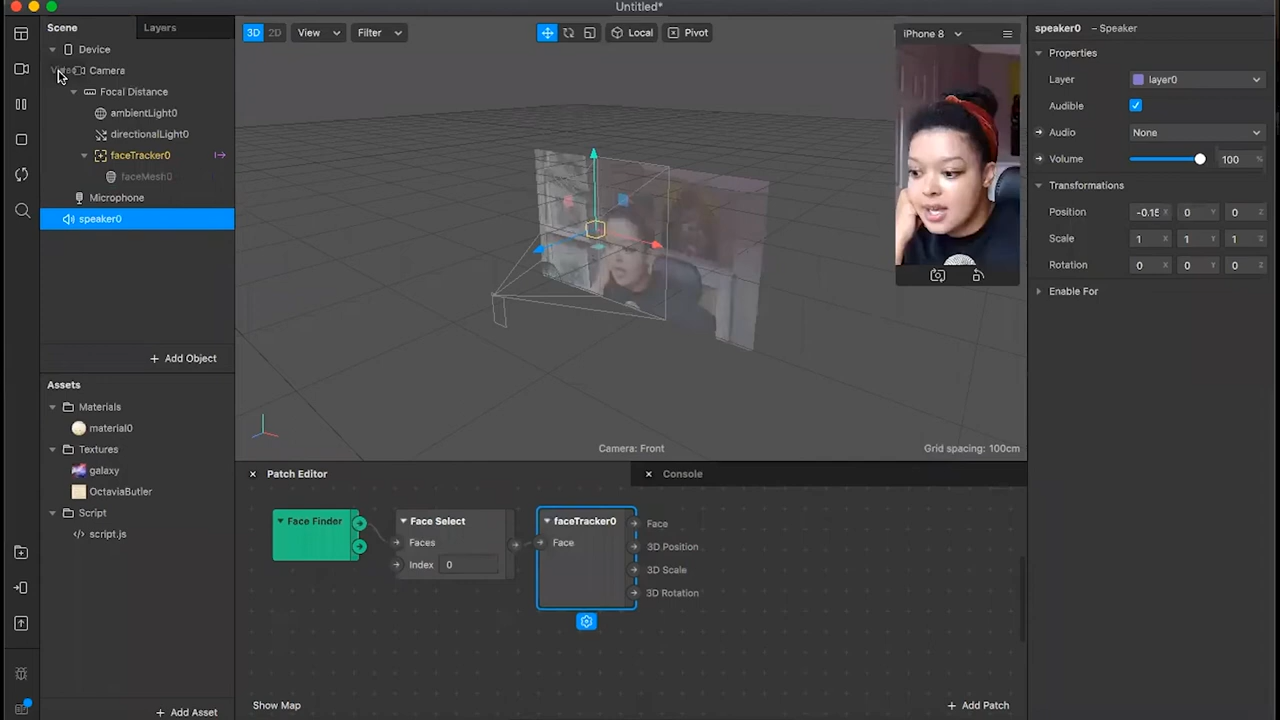 Untitled*
Scene
Layers
Device
Video
Camera
Focal Distance
ambientLight0
directionalLight0
faceTracker0
faceMesh0
Microphone
speaker0
+ Add Object
Assets
Materials
material0
Textures
galaxy
OctaviaButler
Script
</> script.js
+ Add Asset
3D 2D
View
Filter
Local
Pivot
iPhone 8
Camera: Front
Grid spacing: 100cm
× Patch Editor
× Console
Face Finder
Face Select
Faces
Index 0
faceTracker0
Face
Face
3D Position
3D Scale
3D Rotation
Show Map
+ Add Patch
speaker0 – Speaker
Properties
Layer layer0
Audible
Audio None
Volume 100 %
Transformations
Position -0.15 X 0 Y 0 Z
Scale 1 X 1 Y 1 Z
Rotation 0 X 0 Y 0 Z
Enable For